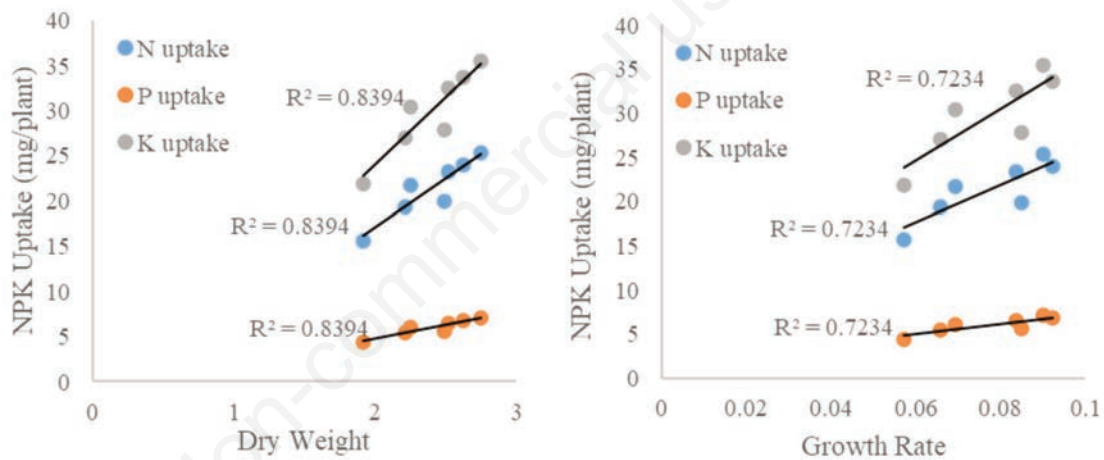 40
35
30
25
20
15
10
5
0
NPK Uptake (mg/plant)
N uptake
P uptake
K uptake
R² = 0.8394
R² = 0.8394
R² = 0.8394
0 1 2 3
Dry Weight
40
35
30
25
20
15
10
5
0
NPK Uptake (mg/plant)
N uptake
P uptake
K uptake
R² = 0.7234
R² = 0.7234
R² = 0.7234
0 0.02 0.04 0.06 0.08 0.1
Growth Rate
on-commercial us